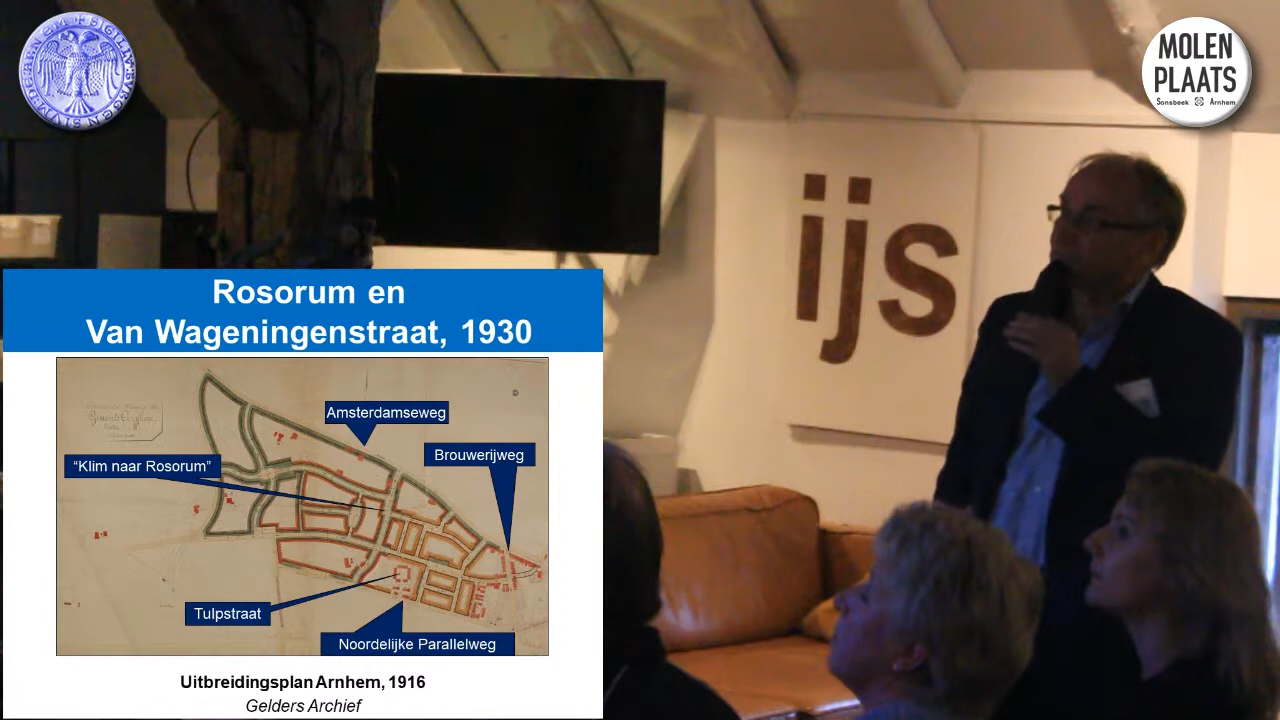 MOLEN
PLAATS
Sonsbeek Arnhem
ijs
Rosorum en
Van Wageningenstraat, 1930
Amsterdamseweg
Brouwerijweg
“Klim naar Rosorum”
Tulpstraat
Noordelijke Parallelweg
Uitbreidingsplan Arnhem, 1916
Gelders Archief